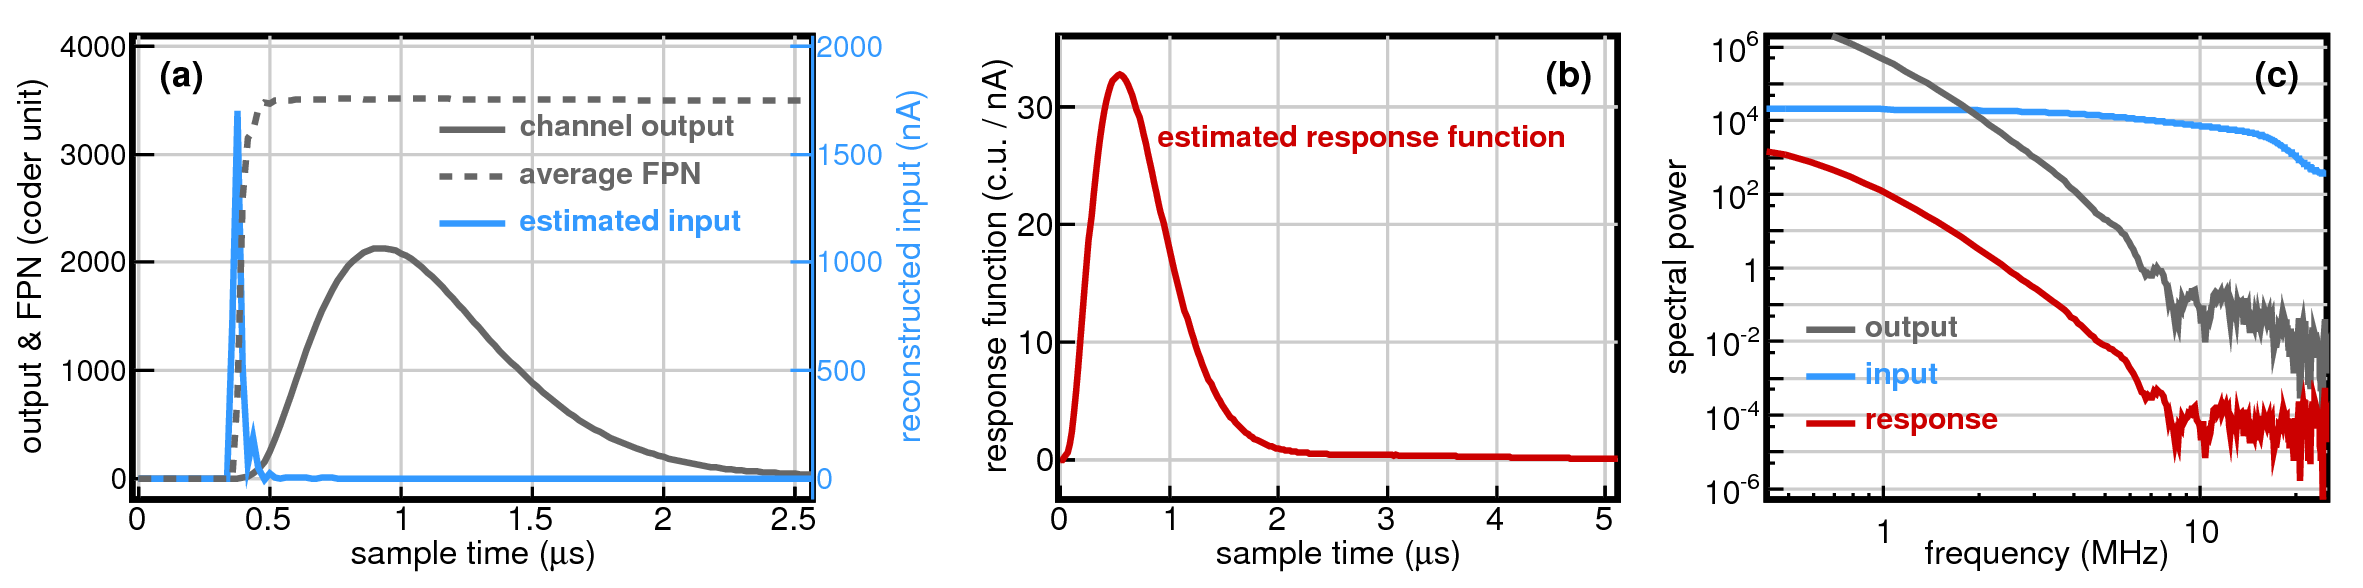 output & FPN (coder unit)
4000
3000
2000
1000
0
(a)
channel output
average FPN
estimated input
2000
1500
1000
500
0
reconstructed input (nA)
0 0.5 1 1.5 2 2.5
sample time (µs)
response function (c.u. / nA)
30
20
10
0
(b)
estimated response function
0 1 2 3 4 5
sample time (µs)
spectral power
10^6
10^4
10^2
1
10^-2
10^-4
10^-6
(c)
output
input
response
1 10
frequency (MHz)